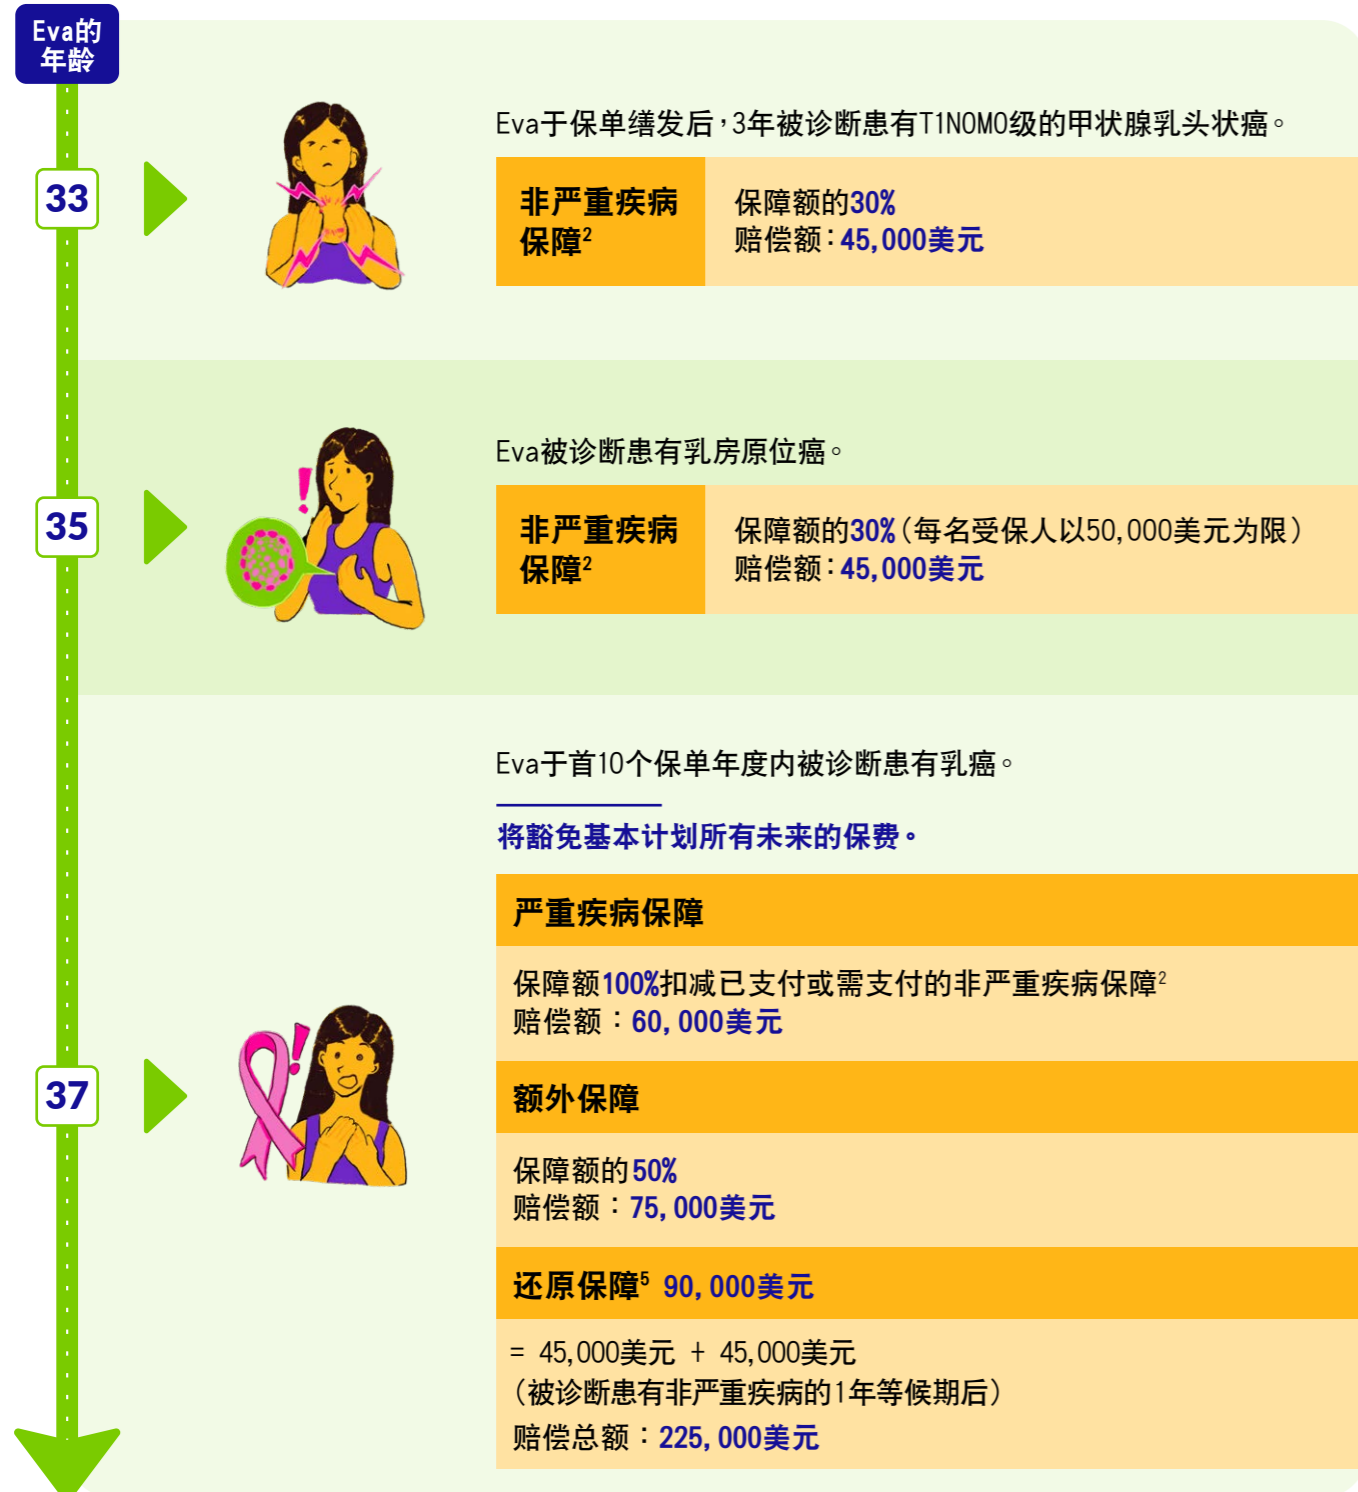 Eva的
年龄
33
Eva于保单缮发后，3年被诊断患有T1N0M0级的甲状腺乳头状癌。
非严重疾病
保障2
保障额的30%
赔偿额：45,000美元
35
Eva被诊断患有乳房原位癌。
非严重疾病
保障2
保障额的30%（每名受保人以50,000美元为限）
赔偿额：45,000美元
37
Eva于首10个保单年度内被诊断患有乳癌。
将豁免基本计划所有未来的保费。
严重疾病保障
保障额100%扣减已支付或需支付的非严重疾病保障2
赔偿额：60,000美元
额外保障
保障额的50%
赔偿额：75,000美元
还原保障5 90,000美元
= 45,000美元 + 45,000美元
（被诊断患有非严重疾病的1年等候期后）
赔偿总额：225,000美元